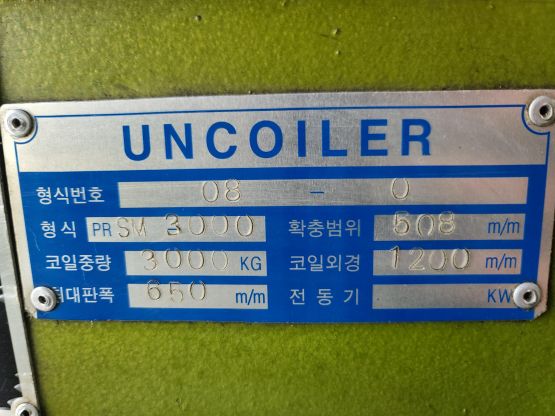 UNCOILER
형식번호 08 - 0
형식 PR SM - 3000 확충범위 508 m/m
코일중량 3000 KG 코일외경 1200 m/m
최대판폭 650 m/m 전동기 KW